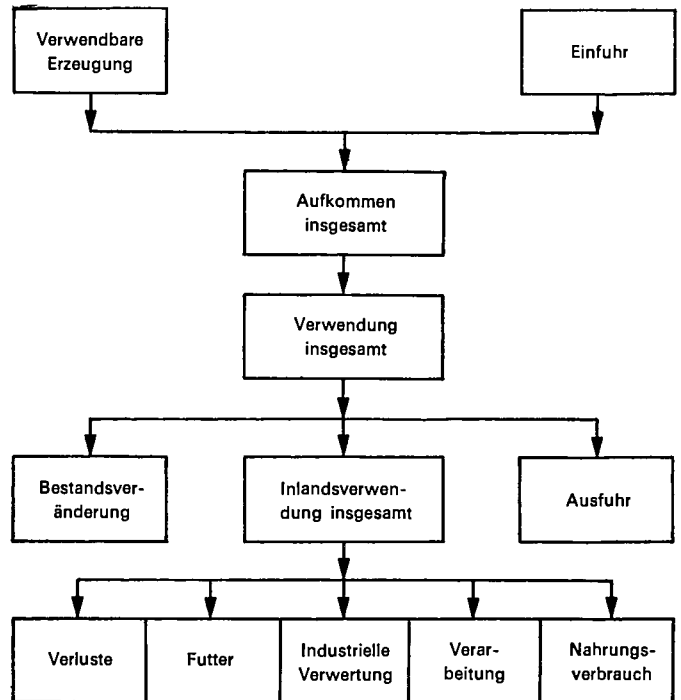 Verwendbare
Erzeugung
Einfuhr
Aufkommen
insgesamt
Verwendung
insgesamt
Bestandsver-
änderung
Inlandsverwen-
dung insgesamt
Ausfuhr
Verluste
Futter
Industrielle
Verwertung
Verar-
beitung
Nahrungs-
verbrauch